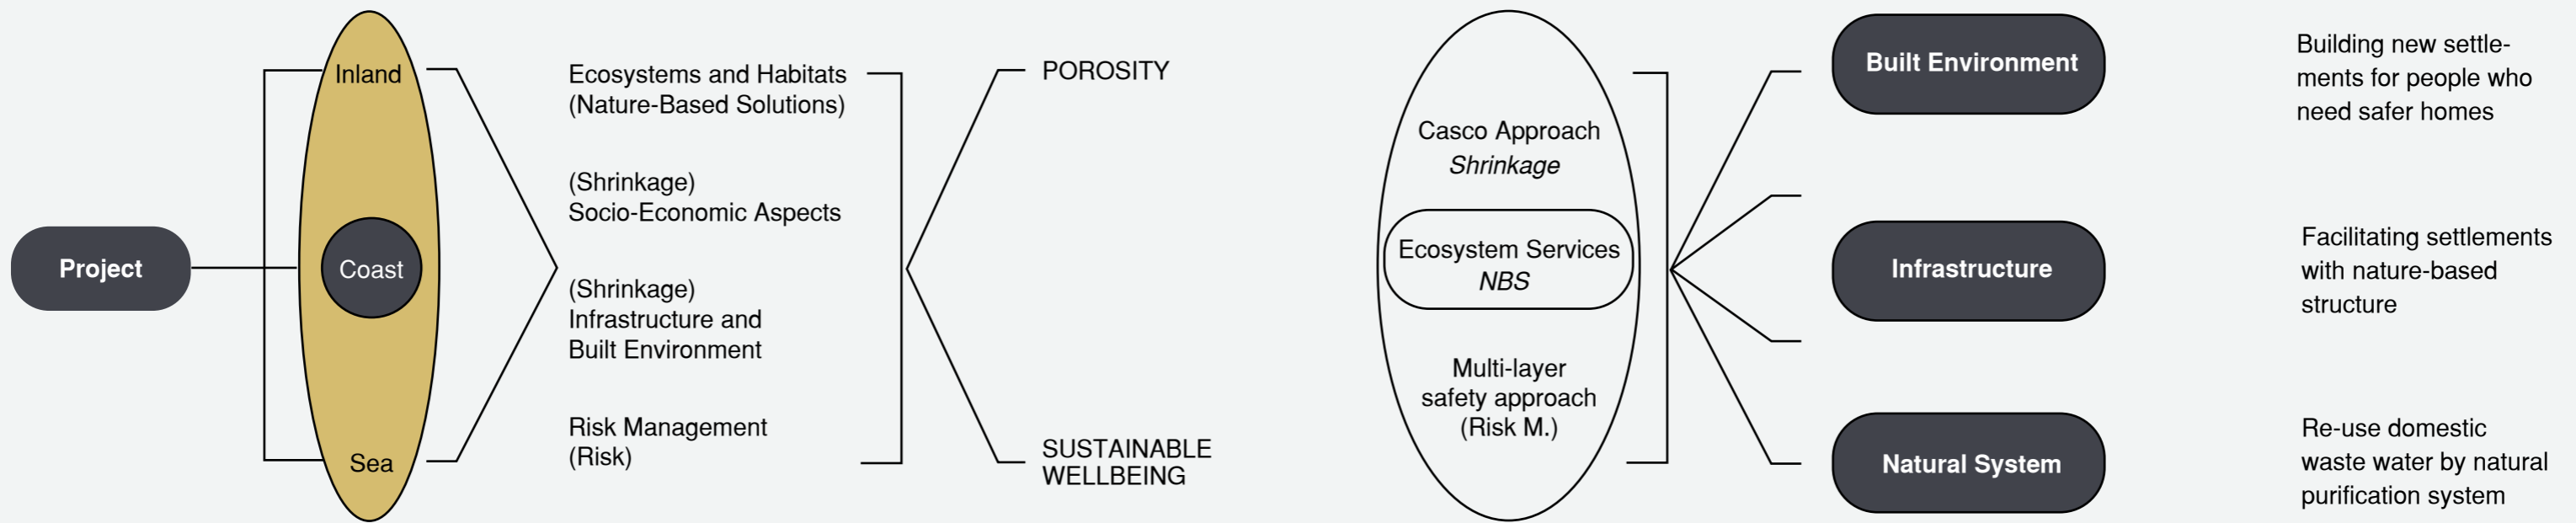 Project
Inland
Coast
Sea
Ecosystems and Habitats
(Nature-Based Solutions)
(Shrinkage)
Socio-Economic Aspects
(Shrinkage)
Infrastructure and
Built Environment
Risk Management
(Risk)
POROSITY
SUSTAINABLE
WELLBEING
Casco Approach
Shrinkage
Ecosystem Services
NBS
Multi-layer
safety approach
(Risk M.)
Built Environment
Infrastructure
Natural System
Building new settle-
ments for people who
need safer homes
Facilitating settlements
with nature-based
structure
Re-use domestic
waste water by natural
purification system